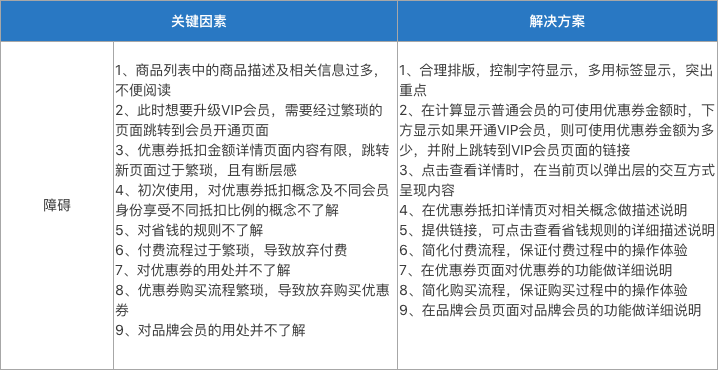 关键因素
解决方案
障碍
1、商品列表中的商品描述及相关信息过多，
不便阅读
2、此时想要升级VIP会员，需要经过繁琐的
页面跳转到会员开通页面
3、优惠券抵扣金额详情页面内容有限，跳转
新页面过于繁琐，且有断层感
4、初次使用，对优惠券抵扣概念及不同会员
身份享受不同抵扣比例的概念不了解
5、对省钱的规则不了解
6、付费流程过于繁琐，导致放弃付费
7、对优惠券的用处并不了解
8、优惠券购买流程繁琐，导致放弃购买优惠
券
9、对品牌会员的用处并不了解
1、合理排版，控制字符显示，多用标签显示，突出
重点
2、在计算显示普通会员的可使用优惠券金额时，下
方显示如果开通VIP会员，则可使用优惠券金额为多
少，并附上跳转到VIP会员页面的链接
3、点击查看详情时，在当前页以弹出层的交互方式
呈现内容
4、在优惠券抵扣详情页对相关概念做描述说明
5、提供链接，可点击查看省钱规则的详细描述说明
6、简化付费流程，保证付费过程中的操作体验
7、在优惠券页面对优惠券的功能做详细说明
8、简化购买流程，保证购买过程中的操作体验
9、在品牌会员页面对品牌会员的功能做详细说明